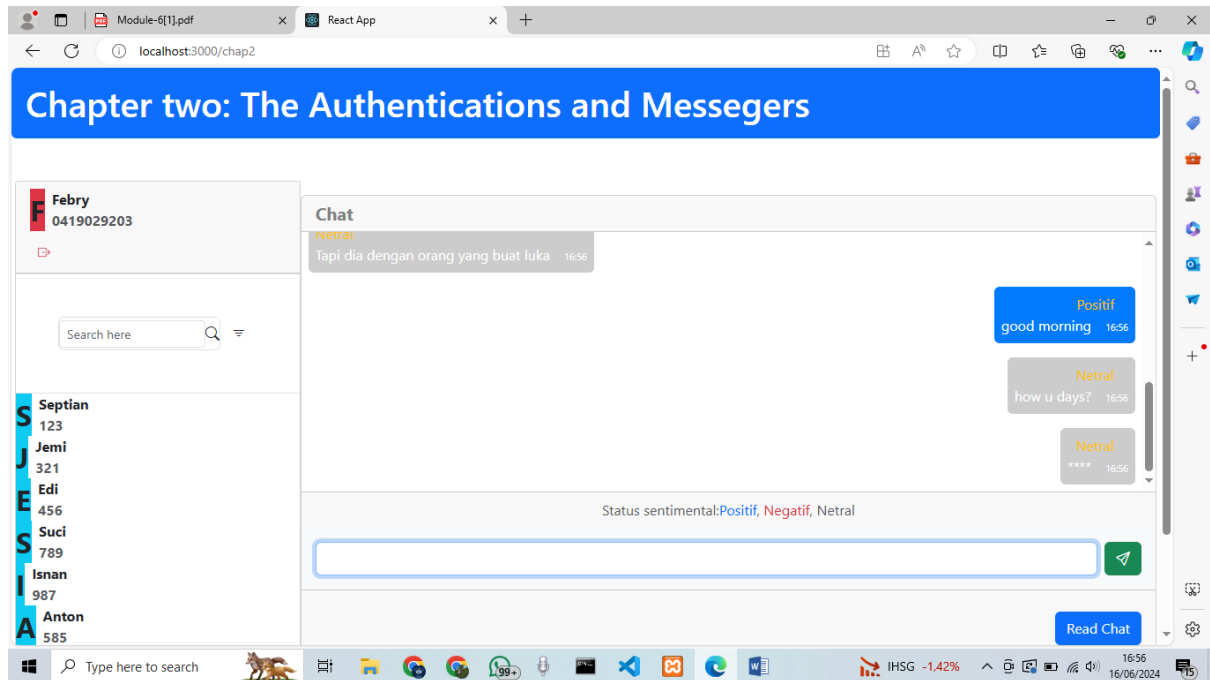 Module-6[1].pdf
React App
localhost:3000/chap2
Chapter two: The Authentications and Messegers
F
Febry
0419029203
Search here
S
Septian
123
J
Jemi
321
E
Edi
456
S
Suci
789
I
Isnan
987
A
Anton
585
Chat
Netral
Tapi dia dengan orang yang buat luka 16:56
Positif
good morning 16:56
Netral
how u days? 16:56
Netral
**** 16:56
Status sentimental:Positif, Negatif, Netral
Read Chat
Type here to search
99+
IHSG -1,42%
16:56
16/06/2024
15